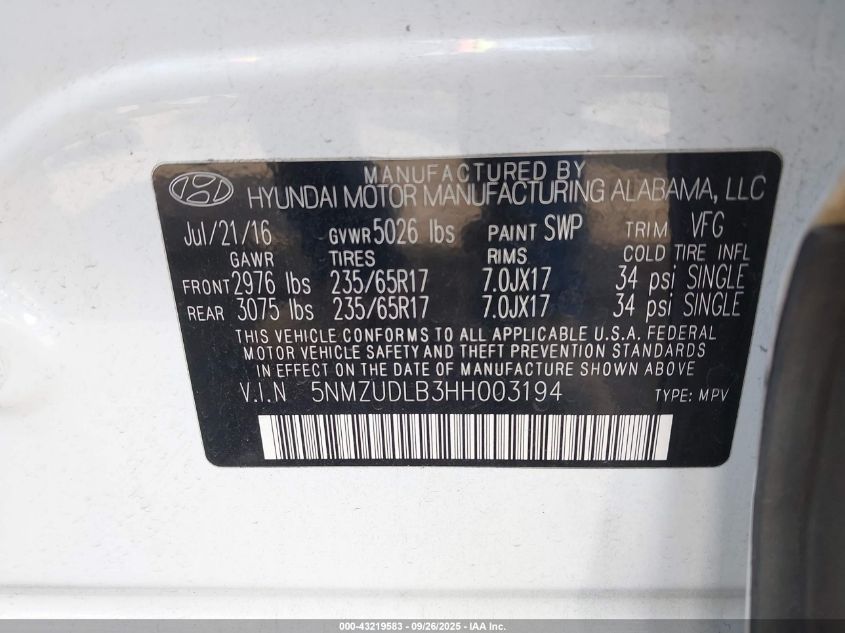 MANUFACTURED BY
HYUNDAI MOTOR MANUFACTURING ALABAMA, LLC
Jul/21/16 GVWR 5026 lbs PAINT SWP TRIM VFG
GAWR TIRES RIMS COLD TIRE INFL
FRONT 2976 lbs 235/65R17 7.0JX17 34 psi SINGLE
REAR 3075 lbs 235/65R17 7.0JX17 34 psi SINGLE
THIS VEHICLE CONFORMS TO ALL APPLICABLE U.S.A. FEDERAL
MOTOR VEHICLE SAFETY AND THEFT PREVENTION STANDARDS
IN EFFECT ON THE DATE OF MANUFACTURE SHOWN ABOVE
V.I.N 5NMZUDLB3HH003194 TYPE: MPV
000-43219583 - 09/26/2025 - IAA Inc.